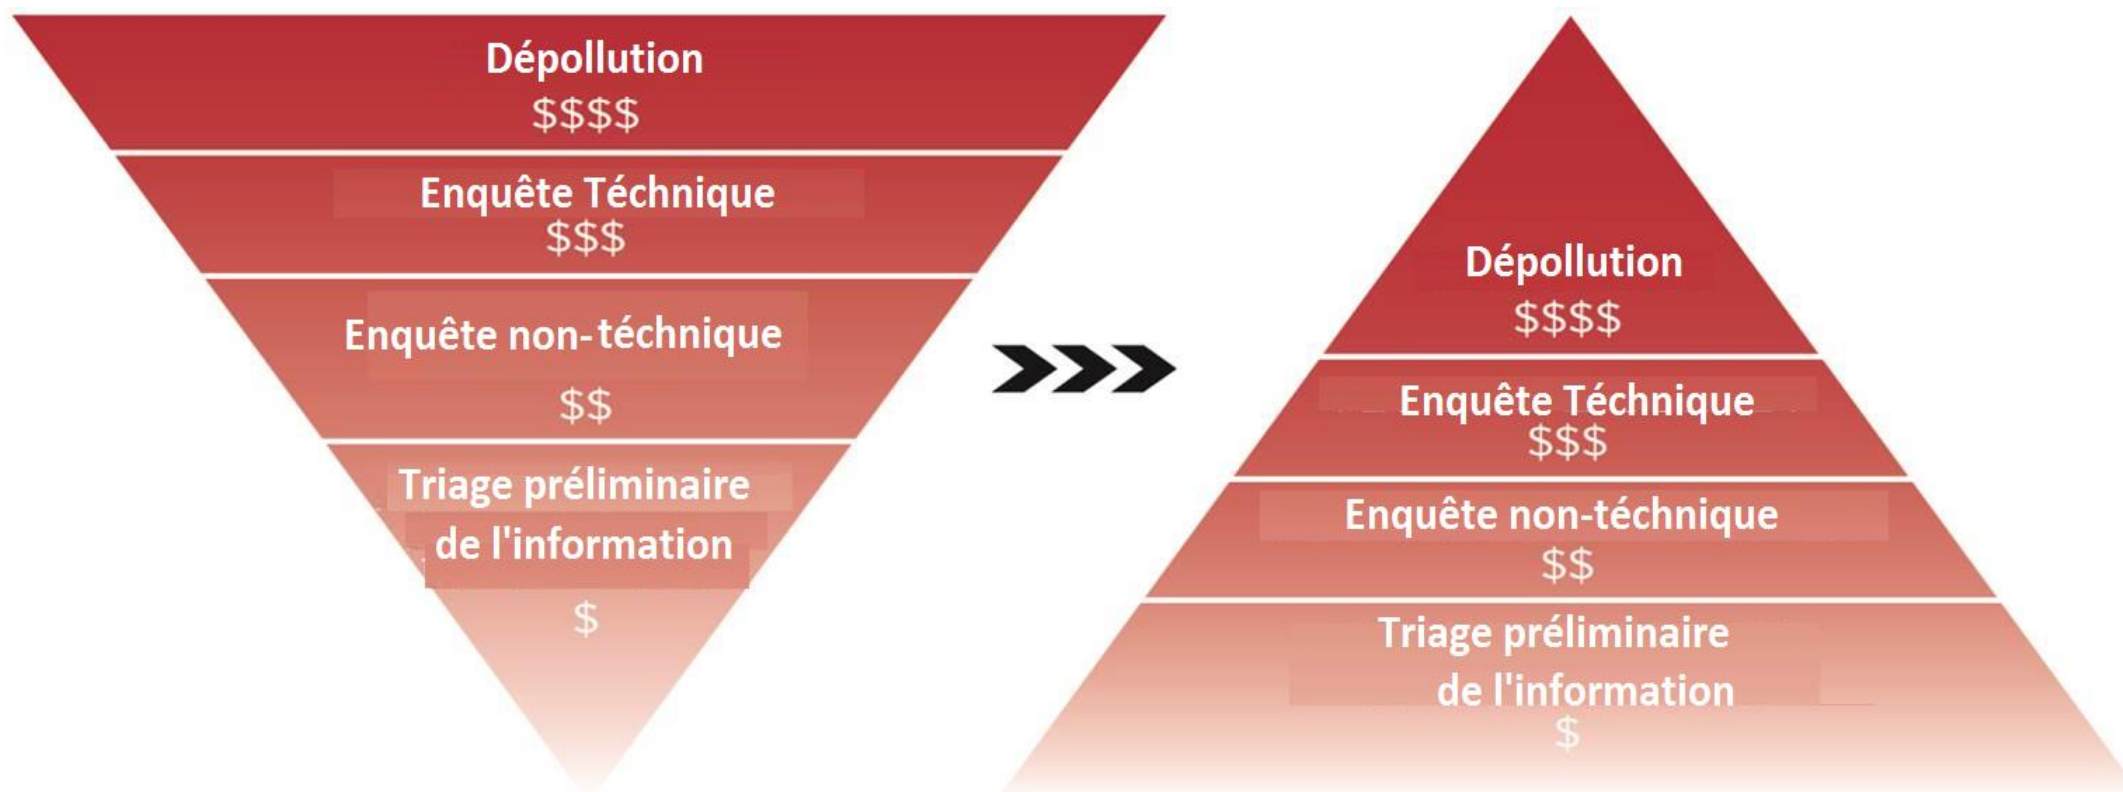 Dépollution
$$$$
Enquête Téchnique
$$$
Enquête non-téchnique
$$
Triage préliminaire
de l'information
$
Dépollution
$$$$
Enquête Téchnique
$$$
Enquête non-téchnique
$$
Triage préliminaire
de l'information
$